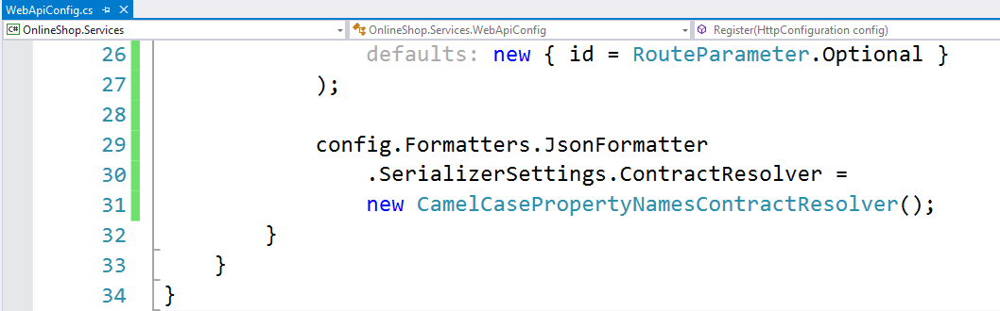 WebApiConfig.cs
OnlineShop.Services OnlineShop.Services.WebApiConfig Register(HttpConfiguration config)
26 defaults: new { id = RouteParameter.Optional }
27 );
28
29 config.Formatters.JsonFormatter
30 .SerializerSettings.ContractResolver =
31 new CamelCasePropertyNamesContractResolver();
32 }
33 }
34 }